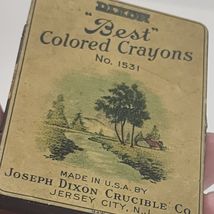 DIXON
"Best"
Colored Crayons
No. 1531
MADE IN U.S.A. BY
JOSEPH DIXON CRUCIBLE Co.
JERSEY CITY, N.J.